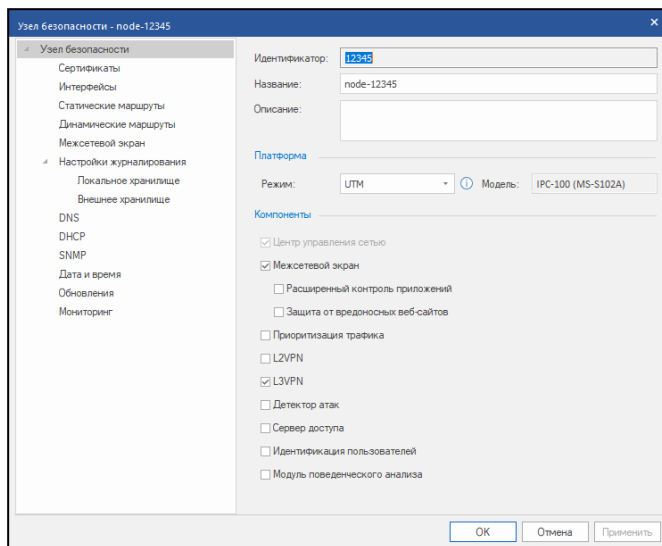 Узел безопасности - node-12345
Узел безопасности
Сертификаты
Интерфейсы
Статические маршруты
Динамические маршруты
Межсетевой экран
Настройки журналирования
Локальное хранилище
Внешнее хранилище
DNS
DHCP
SNMP
Дата и время
Обновления
Мониторинг
Идентификатор: 12345
Название: node-12345
Описание:
Платформа
Режим: UTM Модель: IPC-100 (MS-S102A)
Компоненты
Центр управления сетью
Межсетевой экран
Расширенный контроль приложений
Защита от вредоносных веб-сайтов
Приоритизация трафика
L2VPN
L3VPN
Детектор атак
Сервер доступа
Идентификация пользователей
Модуль поведенческого анализа
OK Отмена Применить